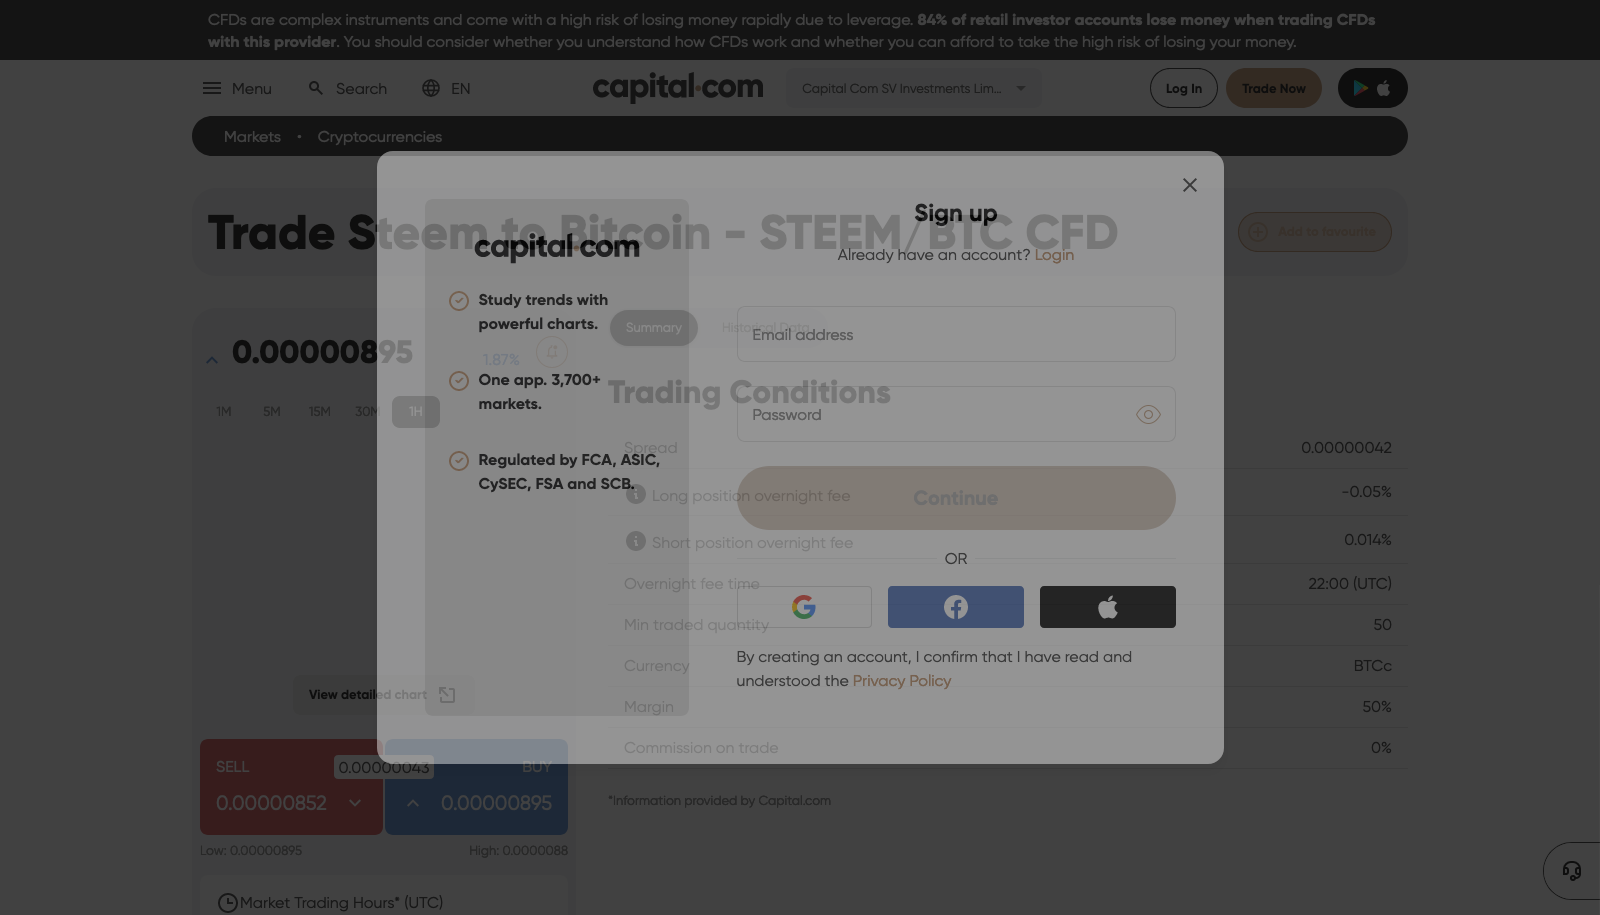 CFDs are complex instruments and come with a high risk of losing money rapidly due to leverage. 84% of retail investor accounts lose money when trading CFDs
with this provider. You should consider whether you understand how CFDs work and whether you can afford to take the high risk of losing your money.
Menu
Search
EN
capital.com
Capital Com SV Investments Lim...
Log In
Trade Now
Markets • Cryptocurrencies
Trade Steem to Bitcoin - STEEM/BTC CFD
Add to favourite
0.00000895
1.87%
1M 5M 15M 30M 1H
View detailed chart
SELL
0.00000852
0.00000043
BUY
0.00000895
Low: 0.00000895
High: 0.0000088
Market Trading Hours* (UTC)
Summary
Historical Data
Trading Conditions
Spread 0.00000042
Long position overnight fee -0.05%
Short position overnight fee 0.014%
Overnight fee time 22:00 (UTC)
Min traded quantity 50
Currency BTCc
Margin 50%
Commission on trade 0%
*Information provided by Capital.com
capital.com
Study trends with
powerful charts.
One app. 3,700+
markets.
Regulated by FCA, ASIC,
CySEC, FSA and SCB.
Sign up
Already have an account? Login
Email address
Password
Continue
OR
By creating an account, I confirm that I have read and
understood the Privacy Policy